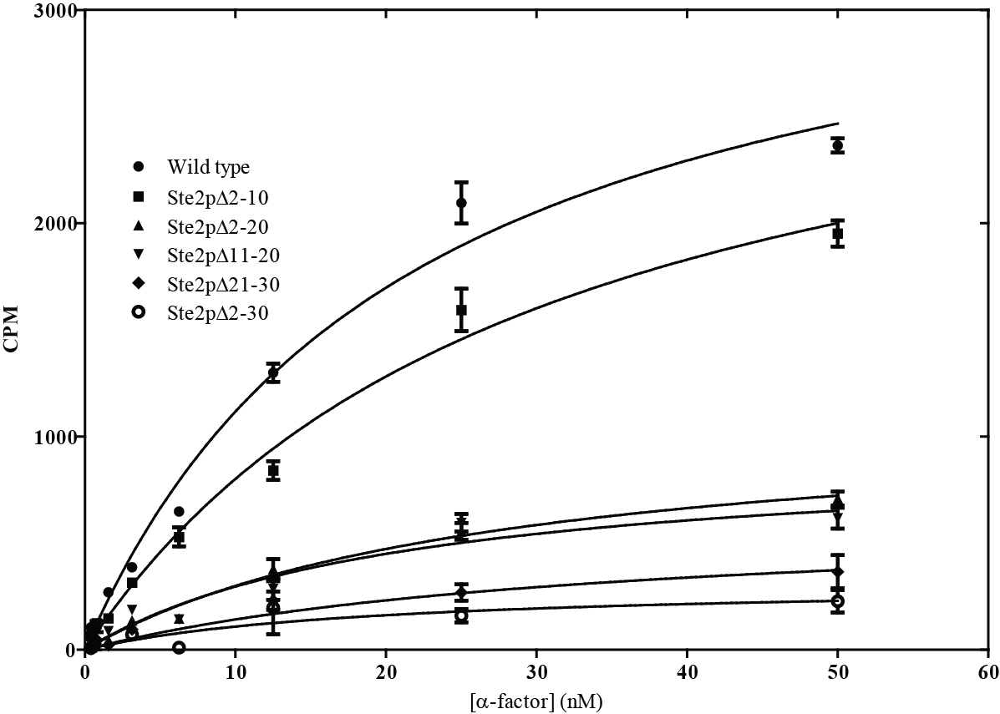 3000
2000
1000
0
CPM
Wild type
Ste2pΔ2-10
Ste2pΔ2-20
Ste2pΔ11-20
Ste2pΔ21-30
Ste2pΔ2-30
0 10 20 30 40 50 60
[α-factor] (nM)